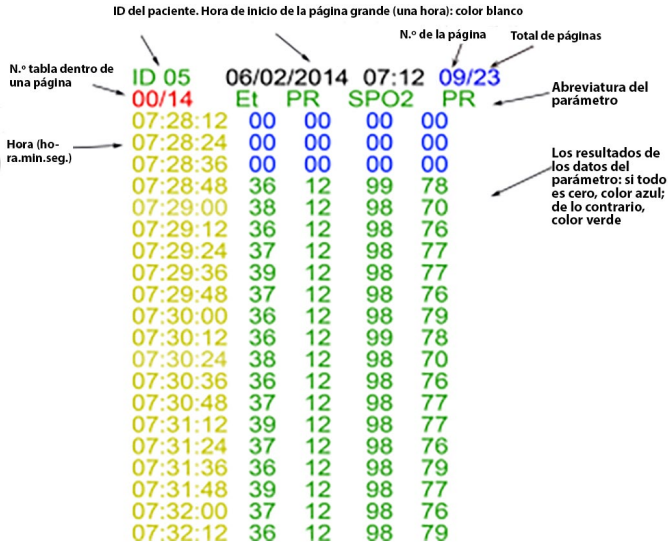 ID del paciente. Hora de inicio de la página grande (una hora): color blanco
N.º de la página
Total de páginas
N.º tabla dentro de
una página
ID 05 06/02/2014 07:12 09/23
00/14 Et PR SPO2 PR
Abreviatura del
parámetro
Hora (ho-
ra.min.seg.)
07:28:12 00 00 00 00
07:28:24 00 00 00 00
07:28:36 00 00 00 00
07:28:48 36 12 99 78
07:29:00 38 12 98 70
07:29:12 36 12 98 76
07:29:24 37 12 98 77
07:29:36 39 12 98 77
07:29:48 37 12 98 76
07:30:00 36 12 98 79
07:30:12 36 12 99 78
07:30:24 38 12 98 70
07:30:36 36 12 98 76
07:30:48 37 12 98 77
07:31:12 39 12 98 77
07:31:24 37 12 98 76
07:31:36 36 12 98 79
07:31:48 39 12 98 77
07:32:00 37 12 98 76
07:32:12 36 12 98 79
Los resultados de
los datos del
parámetro: si todo
es cero, color azul;
de lo contrario,
color verde